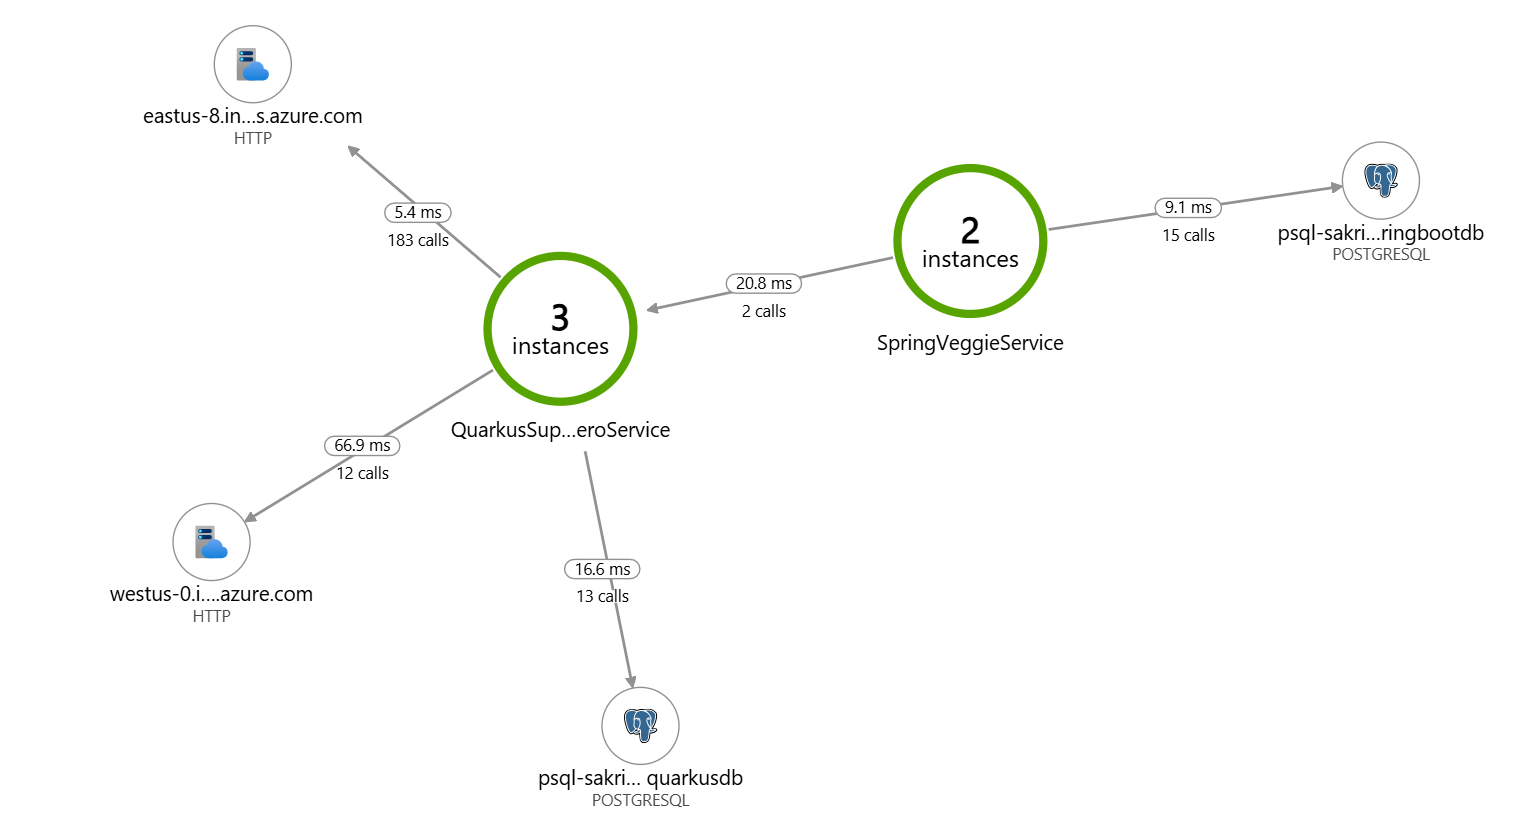 eastus-8.in...s.azure.com
HTTP
5.4 ms
183 calls
3
instances
QuarkusSup...eroService
20.8 ms
2 calls
2
instances
SpringVeggieService
9.1 ms
15 calls
psql-sakri...ringbootdb
POSTGRESQL
66.9 ms
12 calls
westus-0.i....azure.com
HTTP
16.6 ms
13 calls
psql-sakri... quarkusdb
POSTGRESQL